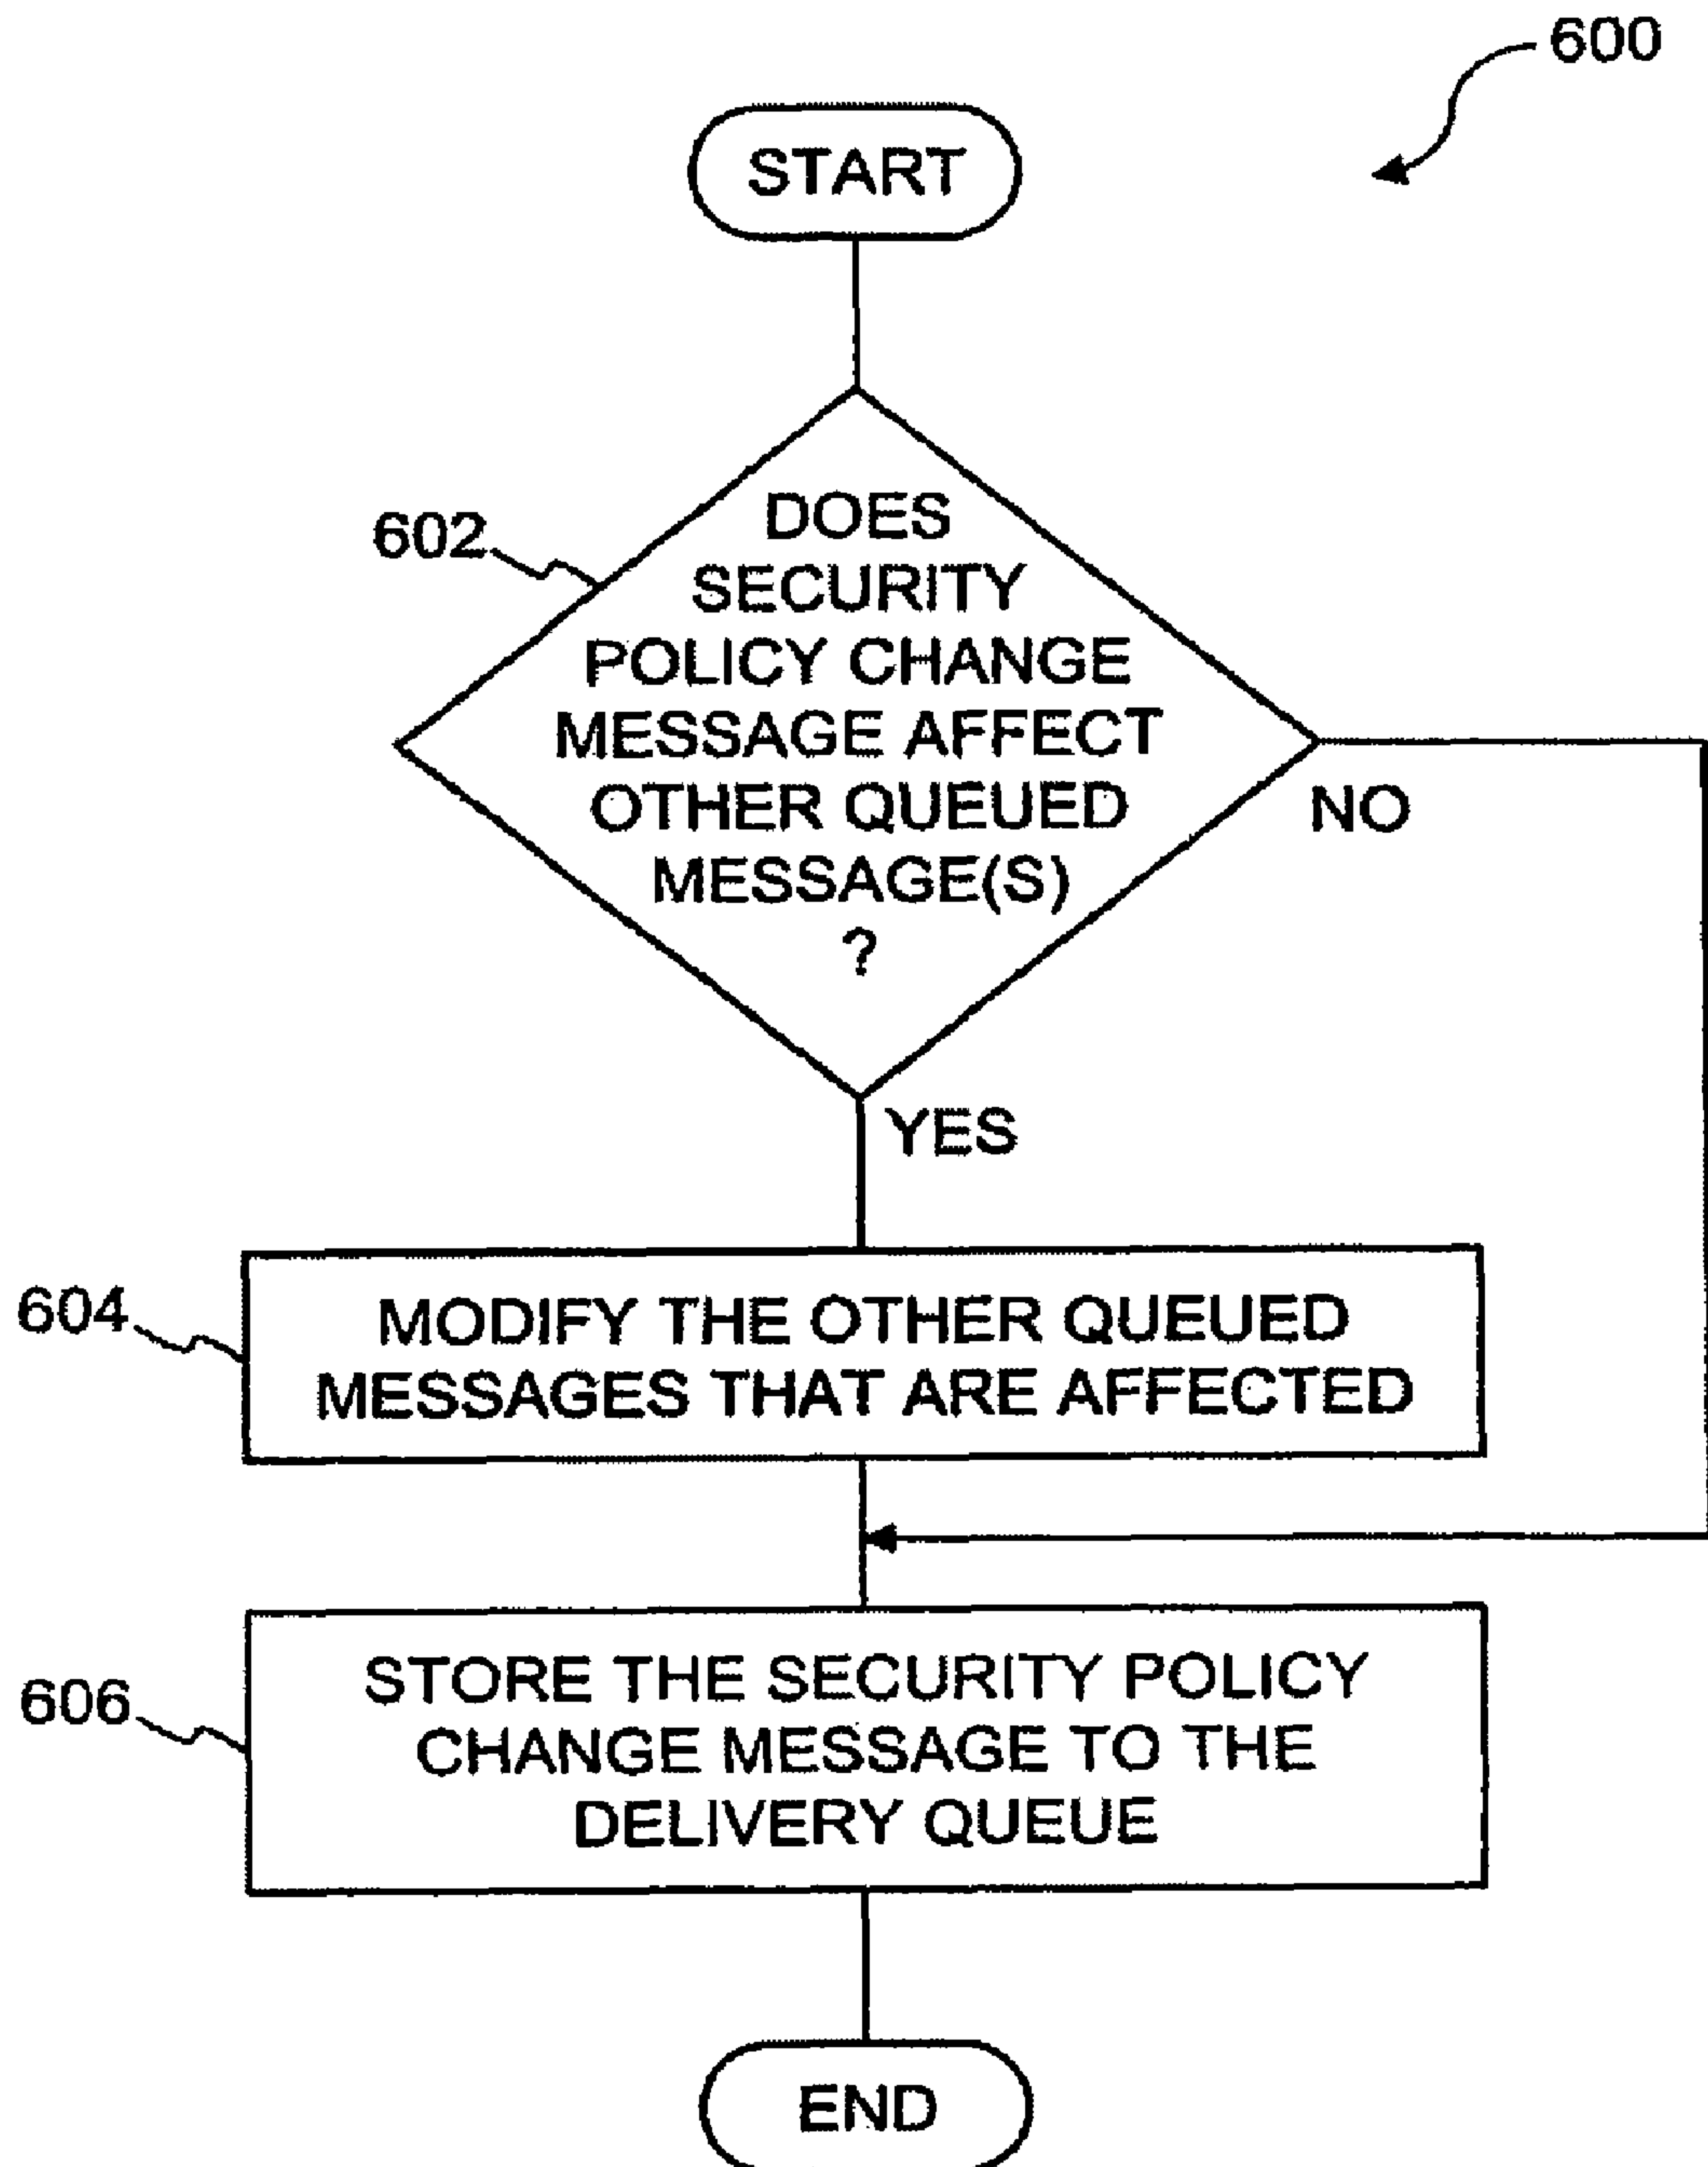 600
START
602
DOES
SECURITY
POLICY CHANGE
MESSAGE AFFECT
OTHER QUEUED
MESSAGE(S)
?
NO
YES
604
MODIFY THE OTHER QUEUED
MESSAGES THAT ARE AFFECTED
606
STORE THE SECURITY POLICY
CHANGE MESSAGE TO THE
DELIVERY QUEUE
END